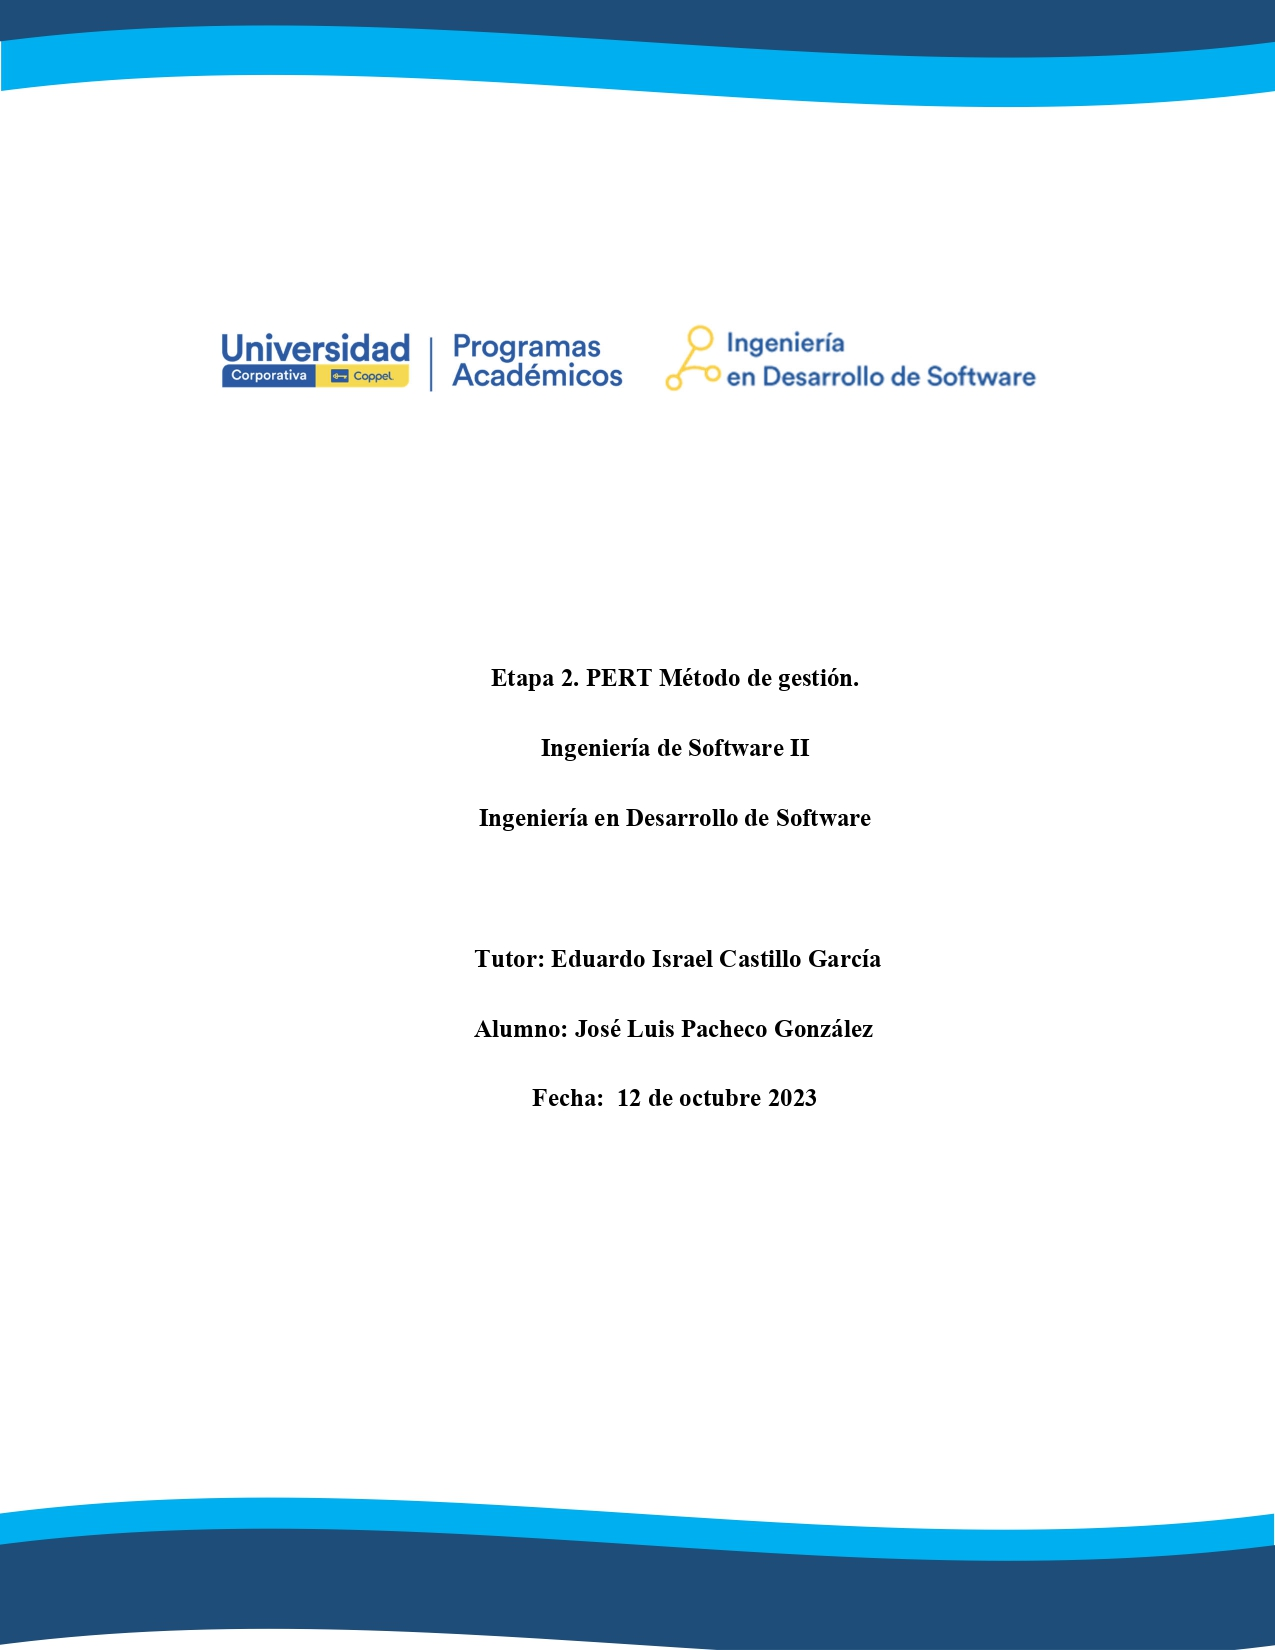 Universidad
Corporativa Coppel
Programas
Académicos
Ingeniería
en Desarrollo de Software
Etapa 2. PERT Método de gestión.
Ingeniería de Software II
Ingeniería en Desarrollo de Software
Tutor: Eduardo Israel Castillo García
Alumno: José Luis Pacheco González
Fecha:  12 de octubre 2023